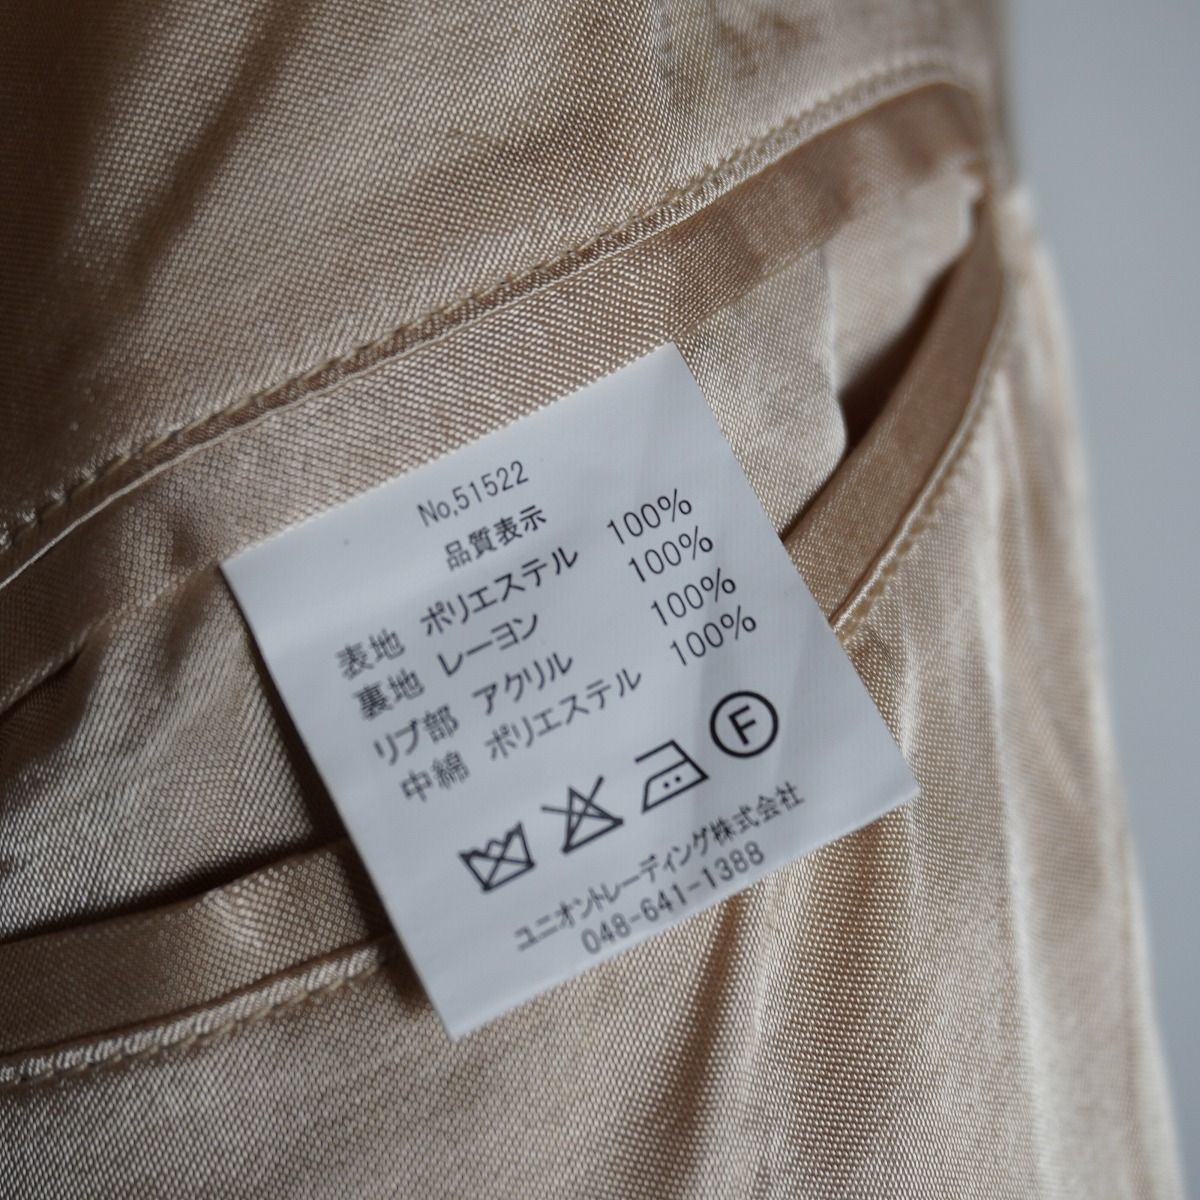 No.51522
品質表示
表地 ポリエステル 100%
裏地 レーヨン 100%
リブ部 アクリル 100%
中綿 ポリエステル 100%
F
ユニオントレーディング株式会社
048-641-1388